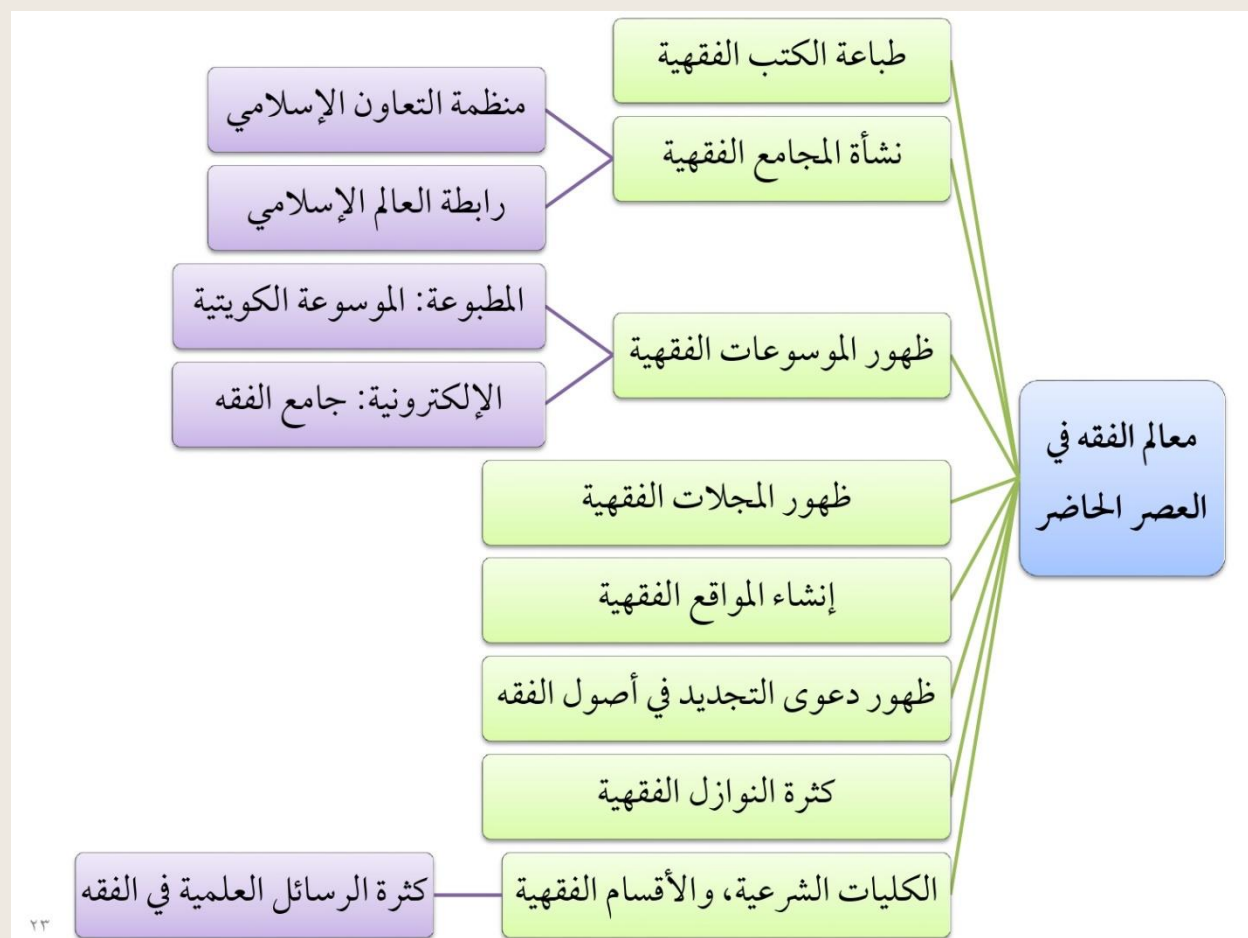 معالم الفقه في
العصر الحاضر
طباعة الكتب الفقهية
نشأة المجامع الفقهية
منظمة التعاون الإسلامي
رابطة العالم الإسلامي
ظهور الموسوعات الفقهية
المطبوعة: الموسوعة الكويتية
الإلكترونية: جامع الفقه
ظهور المجلات الفقهية
إنشاء المواقع الفقهية
ظهور دعوى التجديد في أصول الفقه
كثرة النوازل الفقهية
الكليات الشرعية، والأقسام الفقهية
كثرة الرسائل العلمية في الفقه
٢٣